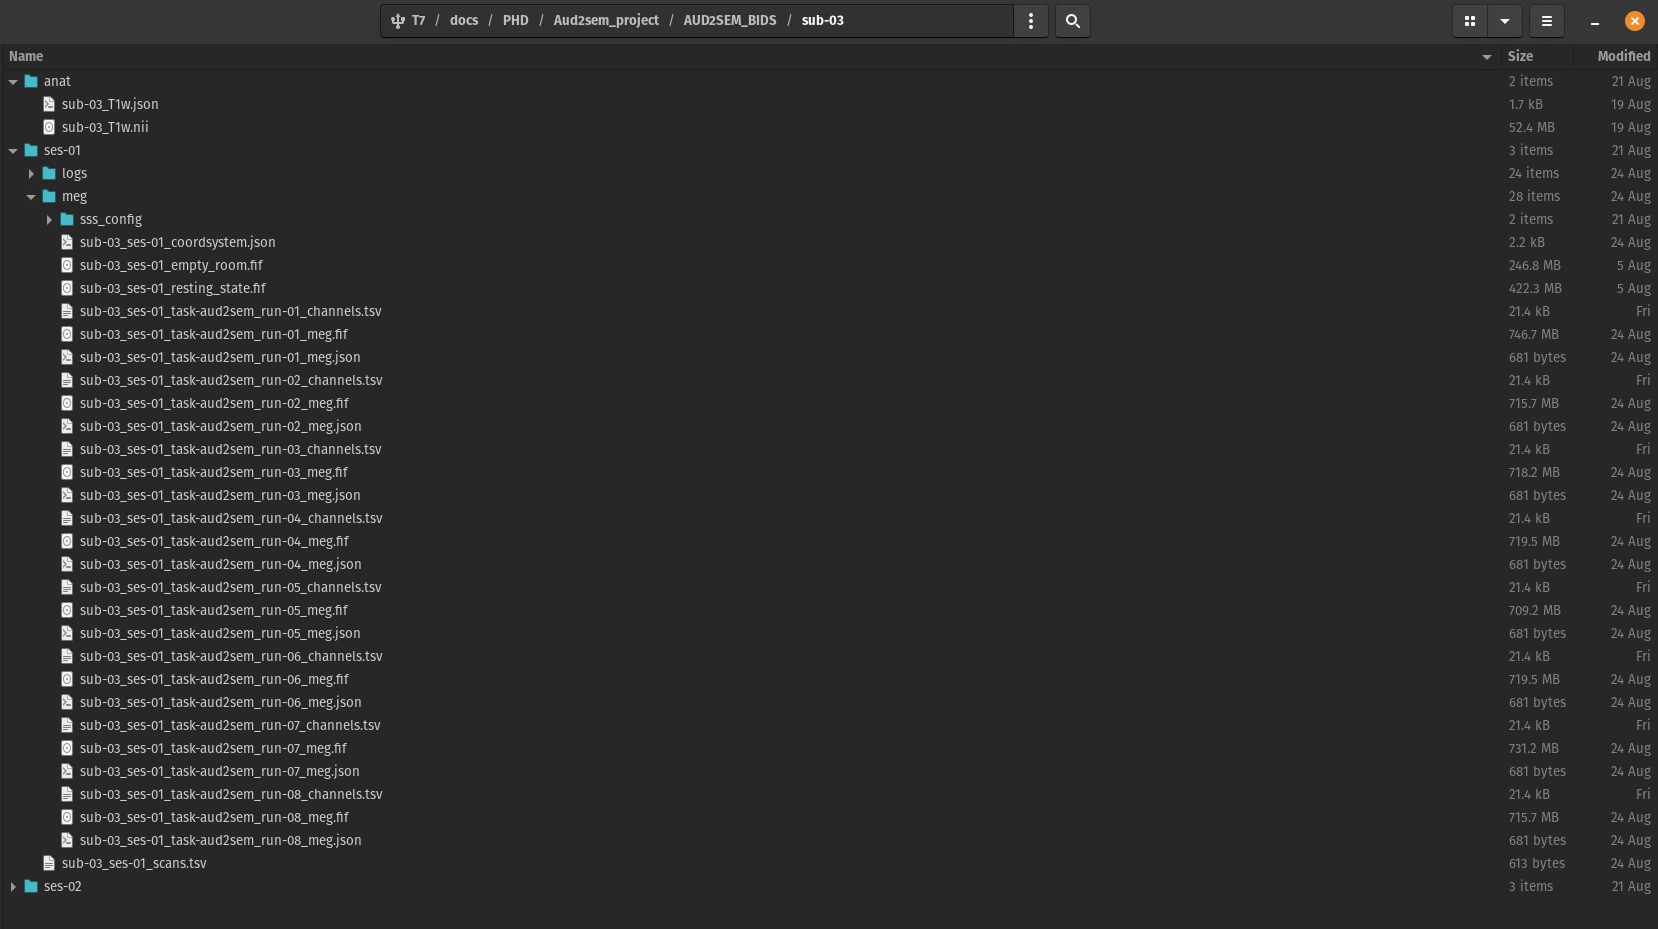 T7 / docs / PHD / Aud2sem_project / AUD2SEM_BIDS / sub-03
Name Size Modified
anat 2 items 21 Aug
sub-03_T1w.json 1.7 kB 19 Aug
sub-03_T1w.nii 52.4 MB 19 Aug
ses-01 3 items 21 Aug
logs 24 items 24 Aug
meg 28 items 24 Aug
sss_config 2 items 21 Aug
sub-03_ses-01_coordsystem.json 2.2 kB 24 Aug
sub-03_ses-01_empty_room.fif 246.8 MB 5 Aug
sub-03_ses-01_resting_state.fif 422.3 MB 5 Aug
sub-03_ses-01_task-aud2sem_run-01_channels.tsv 21.4 kB Fri
sub-03_ses-01_task-aud2sem_run-01_meg.fif 746.7 MB 24 Aug
sub-03_ses-01_task-aud2sem_run-01_meg.json 681 bytes 24 Aug
sub-03_ses-01_task-aud2sem_run-02_channels.tsv 21.4 kB Fri
sub-03_ses-01_task-aud2sem_run-02_meg.fif 715.7 MB 24 Aug
sub-03_ses-01_task-aud2sem_run-02_meg.json 681 bytes 24 Aug
sub-03_ses-01_task-aud2sem_run-03_channels.tsv 21.4 kB Fri
sub-03_ses-01_task-aud2sem_run-03_meg.fif 718.2 MB 24 Aug
sub-03_ses-01_task-aud2sem_run-03_meg.json 681 bytes 24 Aug
sub-03_ses-01_task-aud2sem_run-04_channels.tsv 21.4 kB Fri
sub-03_ses-01_task-aud2sem_run-04_meg.fif 719.5 MB 24 Aug
sub-03_ses-01_task-aud2sem_run-04_meg.json 681 bytes 24 Aug
sub-03_ses-01_task-aud2sem_run-05_channels.tsv 21.4 kB Fri
sub-03_ses-01_task-aud2sem_run-05_meg.fif 709.2 MB 24 Aug
sub-03_ses-01_task-aud2sem_run-05_meg.json 681 bytes 24 Aug
sub-03_ses-01_task-aud2sem_run-06_channels.tsv 21.4 kB Fri
sub-03_ses-01_task-aud2sem_run-06_meg.fif 719.5 MB 24 Aug
sub-03_ses-01_task-aud2sem_run-06_meg.json 681 bytes 24 Aug
sub-03_ses-01_task-aud2sem_run-07_channels.tsv 21.4 kB Fri
sub-03_ses-01_task-aud2sem_run-07_meg.fif 731.2 MB 24 Aug
sub-03_ses-01_task-aud2sem_run-07_meg.json 681 bytes 24 Aug
sub-03_ses-01_task-aud2sem_run-08_channels.tsv 21.4 kB Fri
sub-03_ses-01_task-aud2sem_run-08_meg.fif 715.7 MB 24 Aug
sub-03_ses-01_task-aud2sem_run-08_meg.json 681 bytes 24 Aug
sub-03_ses-01_scans.tsv 613 bytes 24 Aug
ses-02 3 items 21 Aug